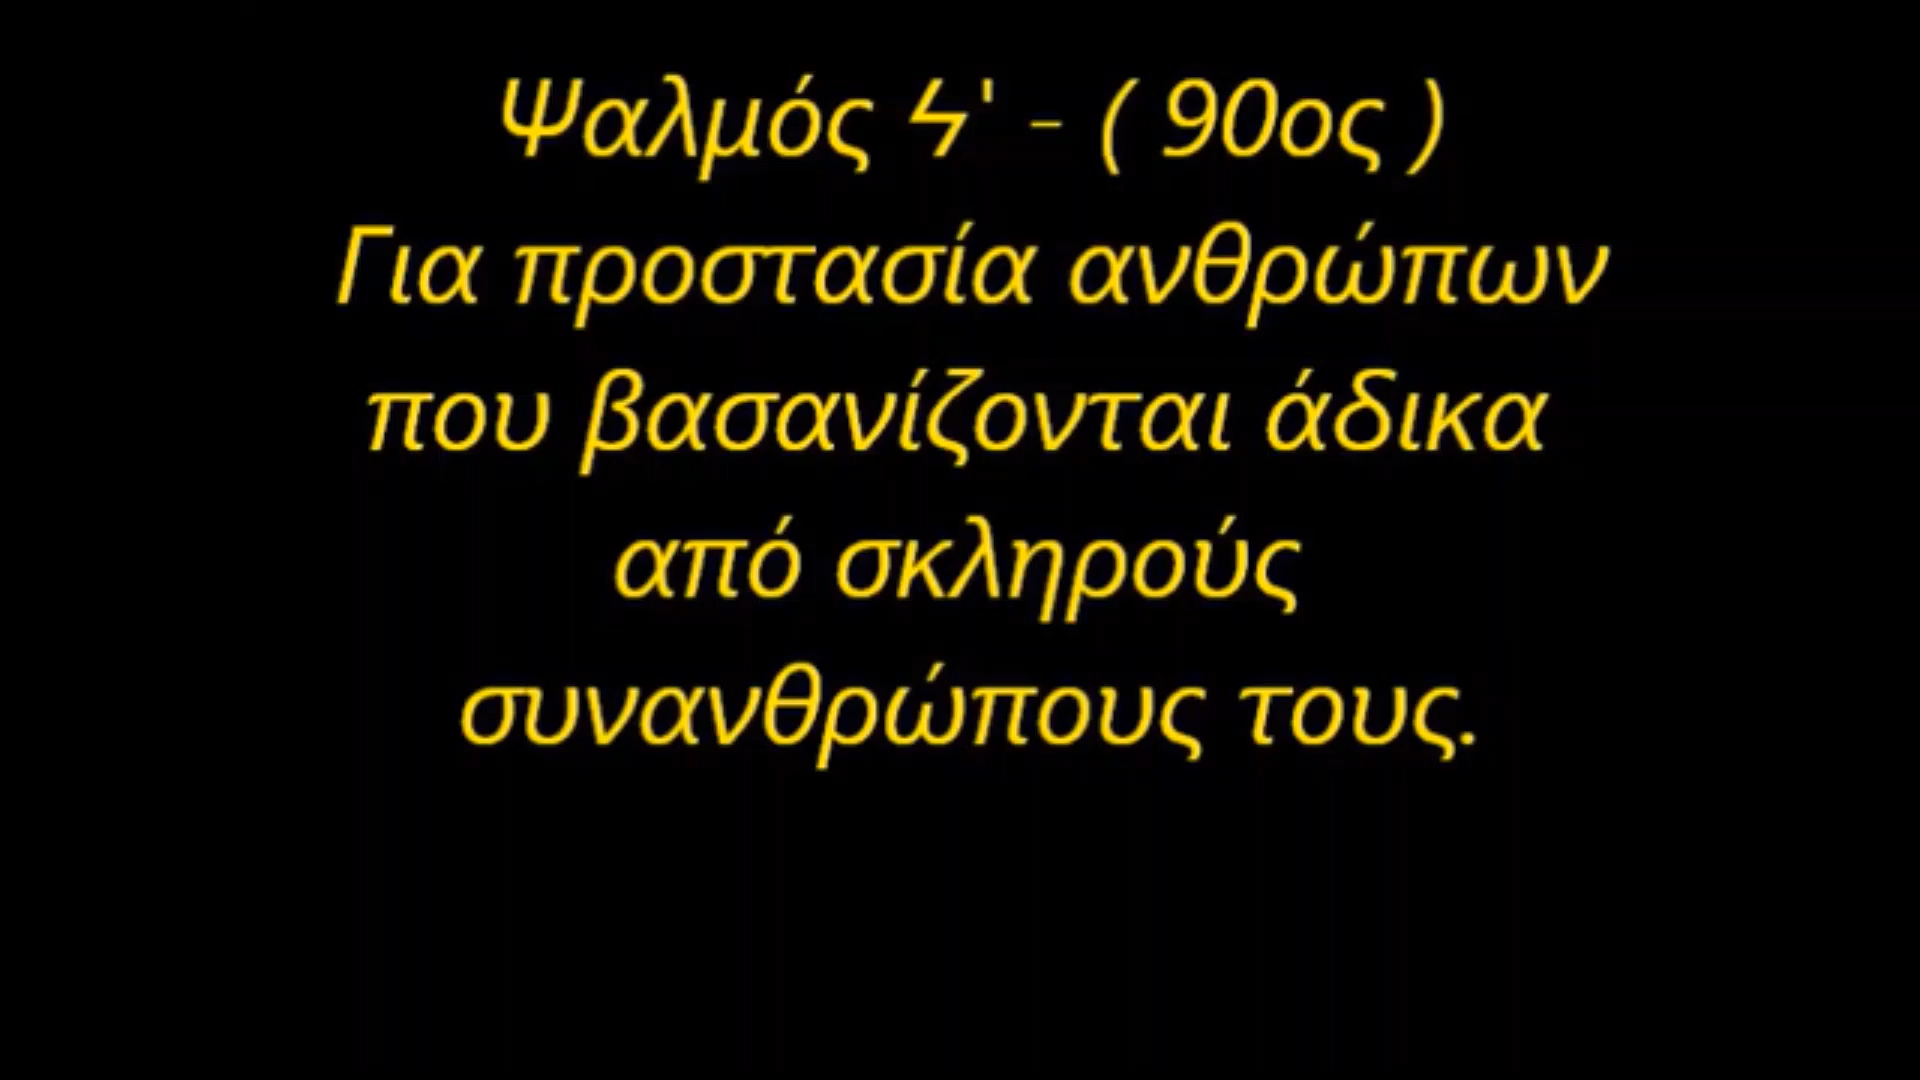 Ψαλμός ϟ' - ( 90ος )
Για προστασία ανθρώπων
που βασανίζονται άδικα
από σκληρούς
συνανθρώπους τους.